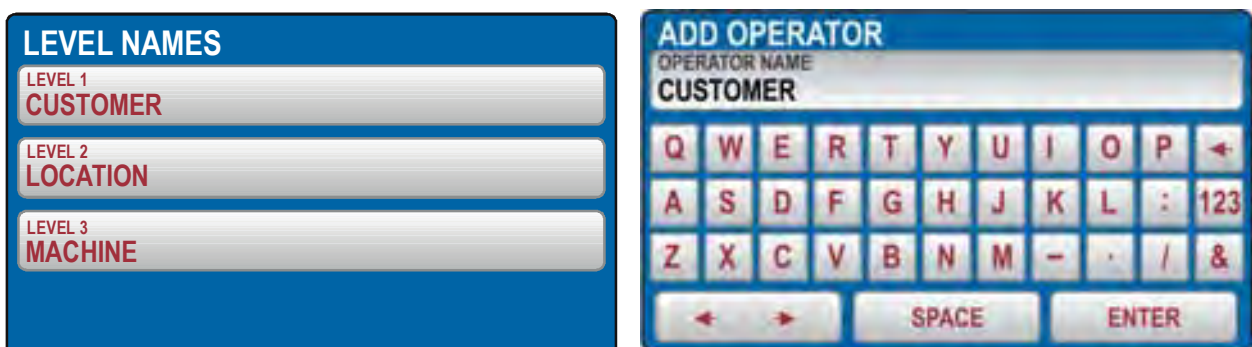 LEVEL NAMES
LEVEL 1
CUSTOMER
LEVEL 2
LOCATION
LEVEL 3
MACHINE
ADD OPERATOR
OPERATOR NAME
CUSTOMER
Q W E R T Y U I O P
A S D F G H J K L : 123
Z X C V B N M – . / &
SPACE ENTER